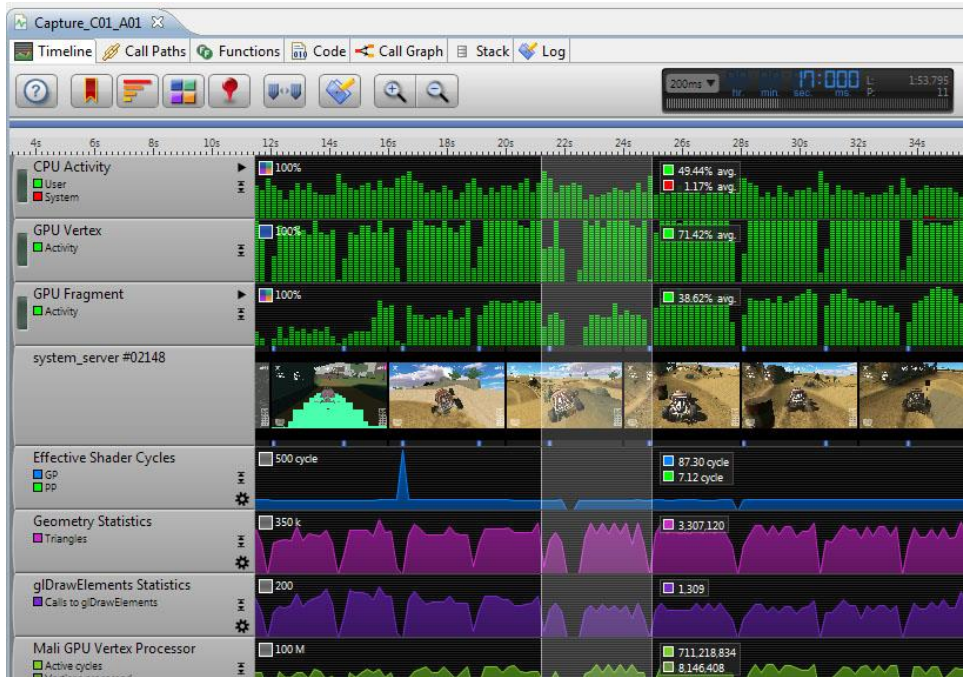 Capture_C01_A01
Timeline Call Paths Functions Code Call Graph Stack Log
200ms hr. min. 17:000 sec. ms. L: 1:53.795
P: 11
4s 6s 8s 10s 12s 14s 16s 18s 20s 22s 24s 26s 28s 30s 32s 34s
CPU Activity
User
System
100%
49.44% avg.
1.17% avg.
GPU Vertex
Activity
100%
71.42% avg.
GPU Fragment
Activity
100%
38.62% avg.
system_server #02148
Effective Shader Cycles
GP
PP
500 cycle
87.30 cycle
7.12 cycle
Geometry Statistics
Triangles
350 k
3,307,120
glDrawElements Statistics
Calls to glDrawElements
200
1,309
Mali GPU Vertex Processor
Active cycles
100 M
711,218,834
8,146,408